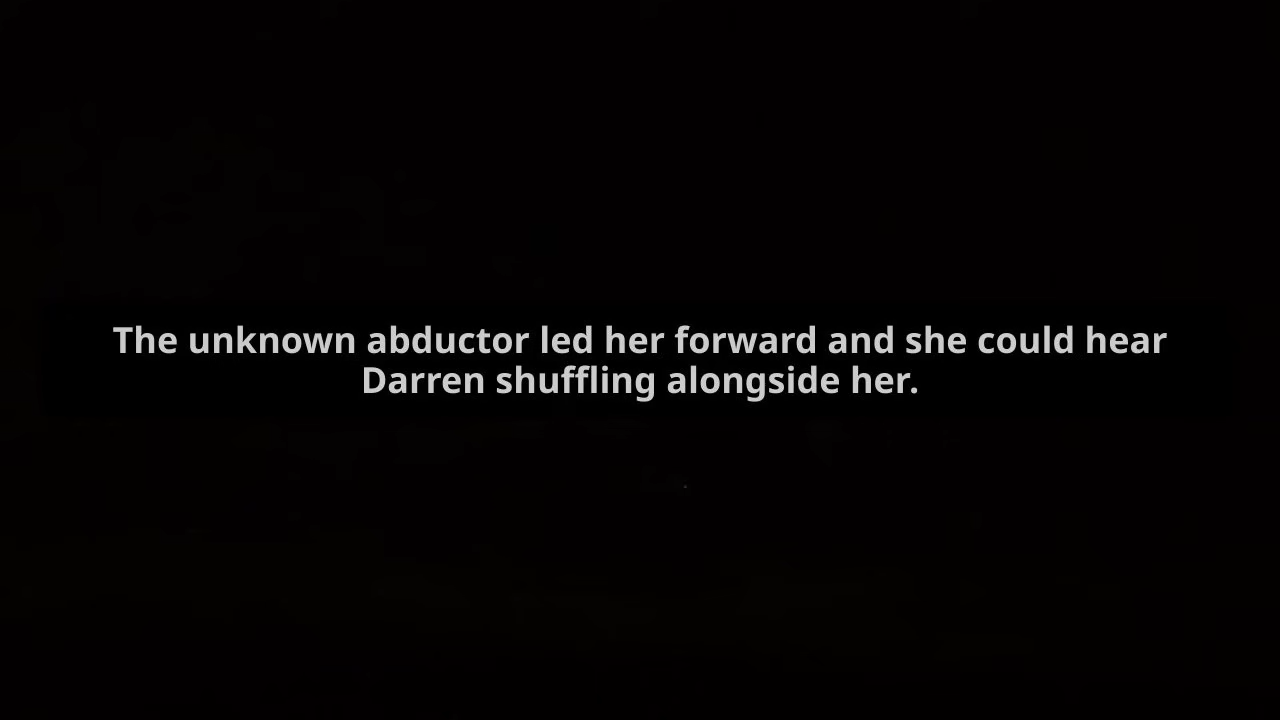 The unknown abductor led her forward and she could hear
Darren shuffling alongside her.